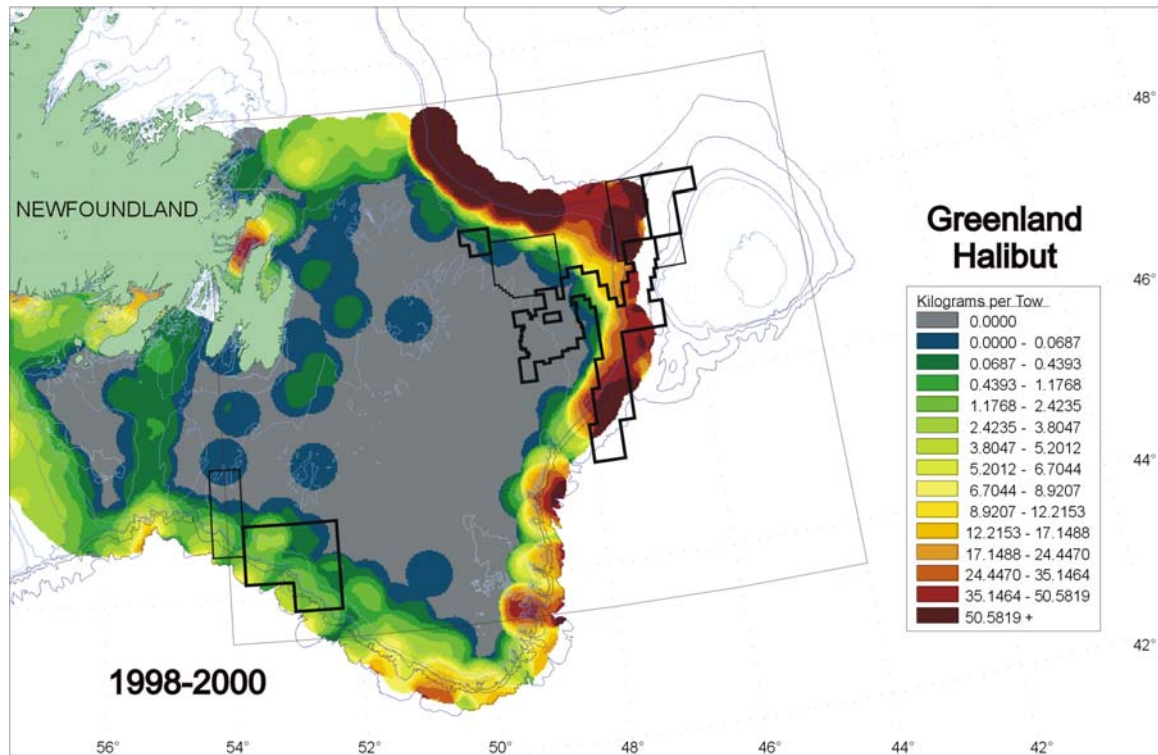 48°
NEWFOUNDLAND
Greenland
Halibut
46°
Kilograms per Tow
0.0000
0.0000 - 0.0687
0.0687 - 0.4393
0.4393 - 1.1768
1.1768 - 2.4235
2.4235 - 3.8047
3.8047 - 5.2012
5.2012 - 6.7044
6.7044 - 8.9207
8.9207 - 12.2153
12.2153 - 17.1488
17.1488 - 24.4470
24.4470 - 35.1464
35.1464 - 50.5819
50.5819 +
44°
42°
1998-2000
56° 54° 52° 50° 48° 46° 44° 42°